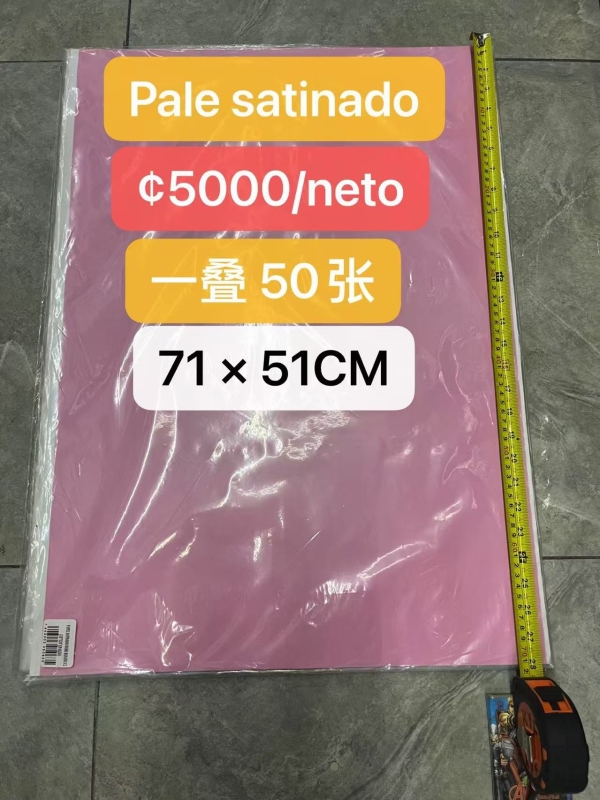 Pale satinado
₡5000/neto
一叠 50张
71 × 51CM